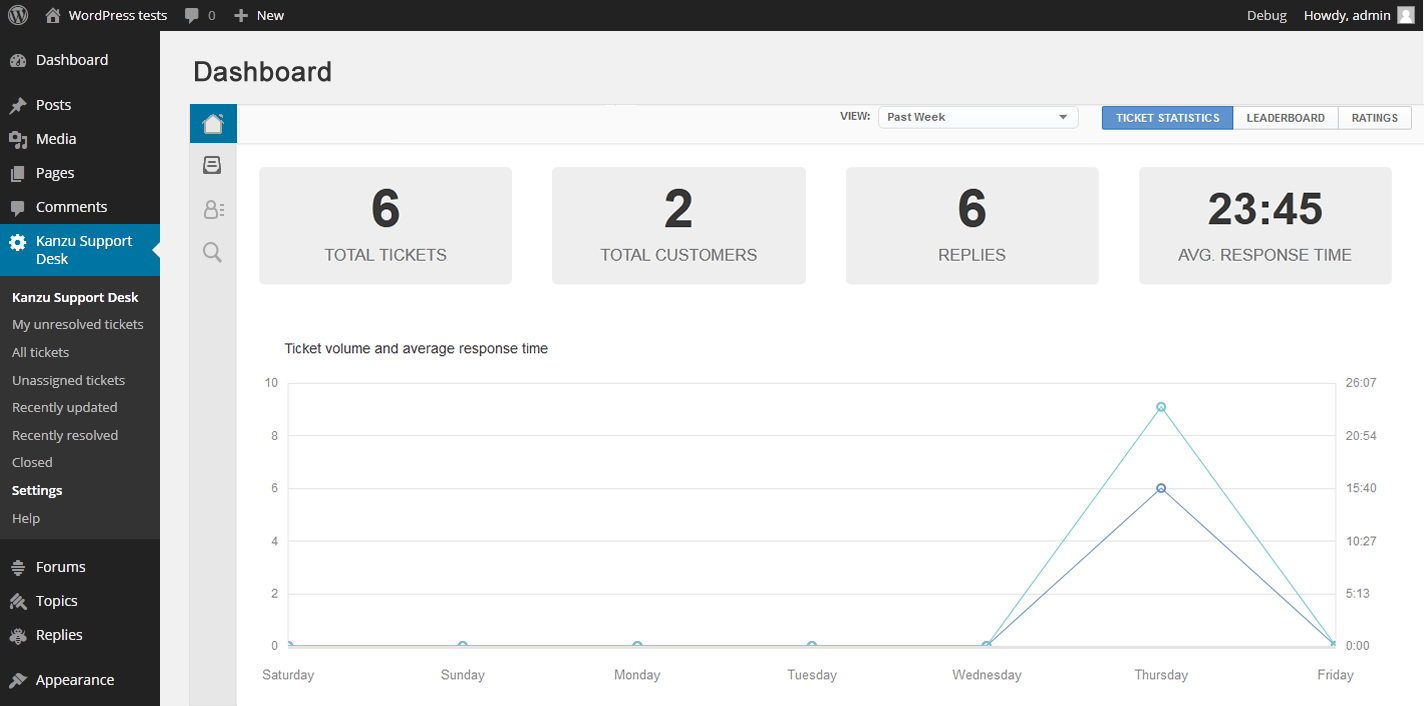 WordPress tests
0
New
Debug
Howdy, admin
Dashboard
Posts
Media
Pages
Comments
Kanzu Support
Desk
Kanzu Support Desk
My unresolved tickets
All tickets
Unassigned tickets
Recently updated
Recently resolved
Closed
Settings
Help
Forums
Topics
Replies
Appearance
Dashboard
VIEW:
Past Week
TICKET STATISTICS
LEADERBOARD
RATINGS
6
TOTAL TICKETS
2
TOTAL CUSTOMERS
6
REPLIES
23:45
AVG. RESPONSE TIME
Ticket volume and average response time
10
8
6
4
2
0
26:07
20:54
15:40
10:27
5:13
0:00
Saturday
Sunday
Monday
Tuesday
Wednesday
Thursday
Friday